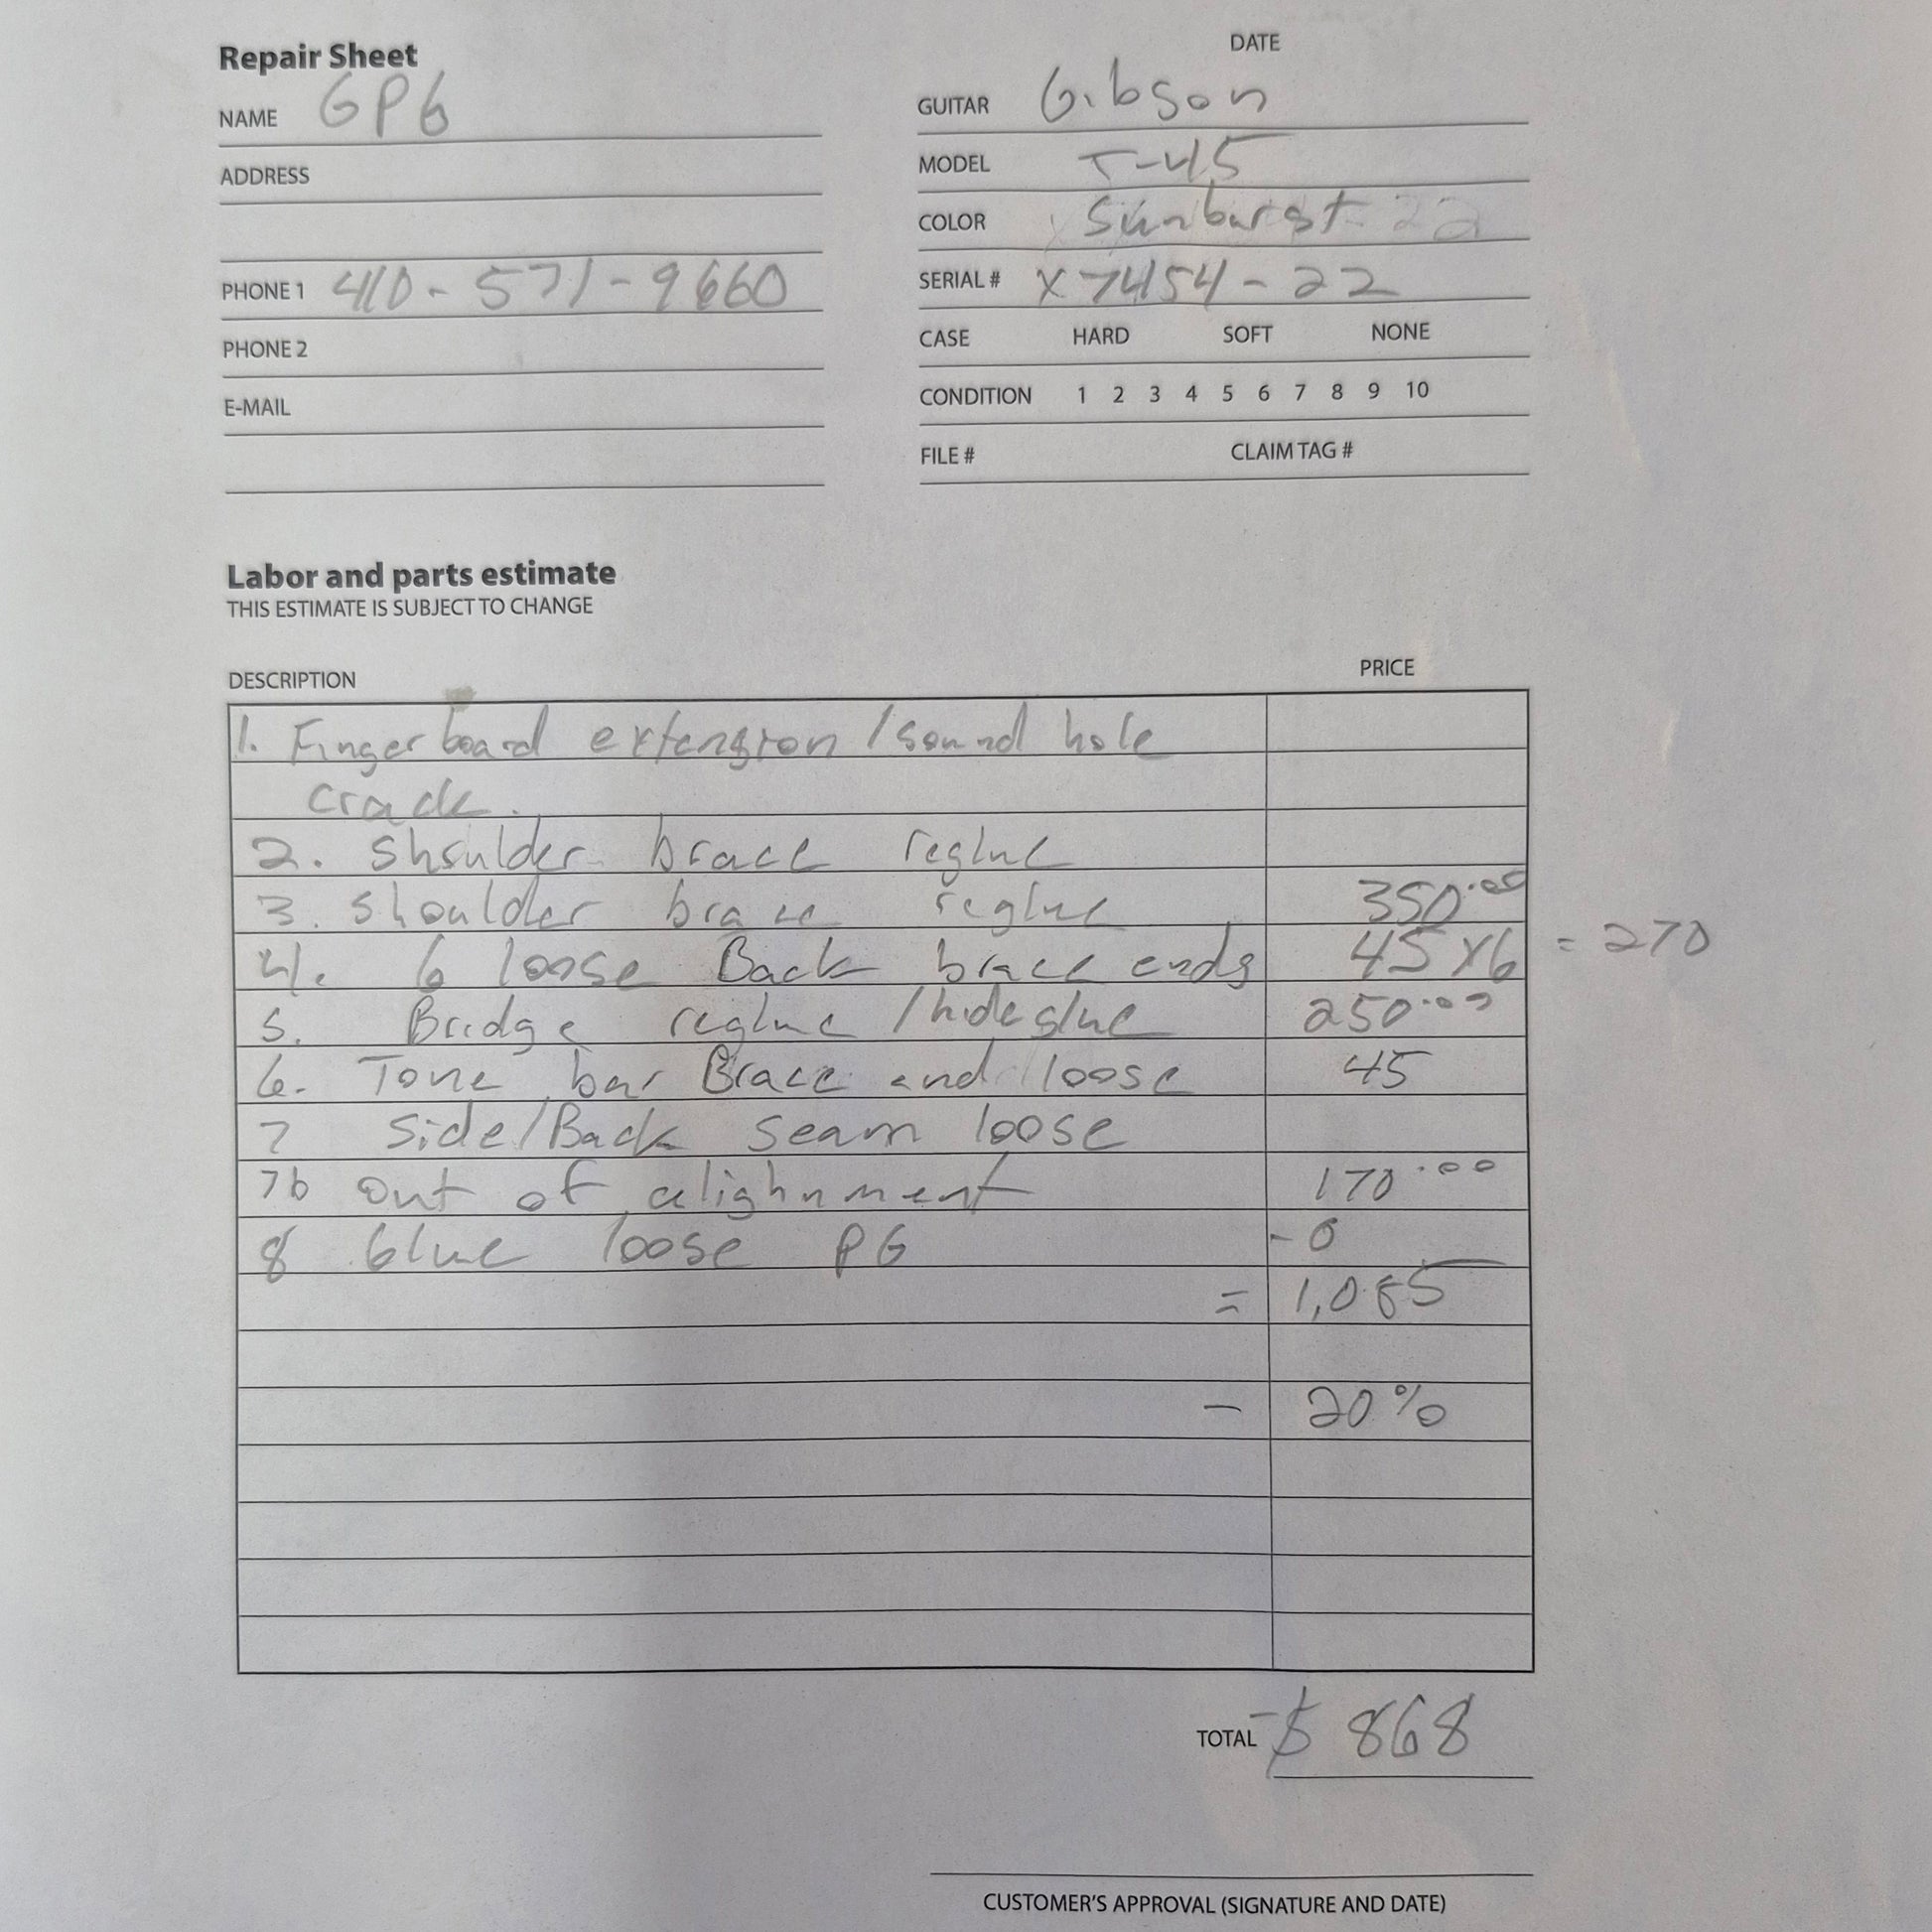 Repair Sheet
DATE
NAME GPG
GUITAR Gibson
ADDRESS
MODEL J-45
COLOR Sunburst 22
PHONE 1 410-571-9660
SERIAL # X7454-22
PHONE 2
CASE HARD SOFT NONE
E-MAIL
CONDITION 1 2 3 4 5 6 7 8 9 10
FILE # CLAIM TAG #
Labor and parts estimate
THIS ESTIMATE IS SUBJECT TO CHANGE
DESCRIPTION PRICE
1. Fingerboard extension/sound hole
crack.
2. Shoulder brace reglue
3. shoulder brace reglue 350.00
4. 6 loose Back brace ends 45 x6 = 270
5. Bridge reglue/hideglue 250.00
6. Tone bar Brace end loose 45
7 Side/Back seam loose
7b out of alighnment 170.00
8 Glue loose PG - 0
= 1,085
- 20%
TOTAL $ 868
CUSTOMER'S APPROVAL (SIGNATURE AND DATE)